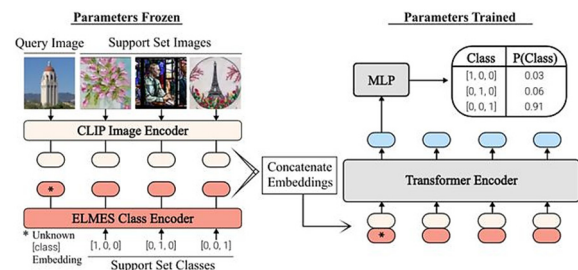 Parameters Frozen
Parameters Trained
Query Image
Support Set Images
CLIP Image Encoder
*
ELMES Class Encoder
* Unknown
[class]
Embedding
[1, 0, 0]
[0, 1, 0]
[0, 0, 1]
Support Set Classes
Concatenate
Embeddings
MLP
Class P(Class)
[1, 0, 0] 0.03
[0, 1, 0] 0.06
[0, 0, 1] 0.91
Transformer Encoder
*